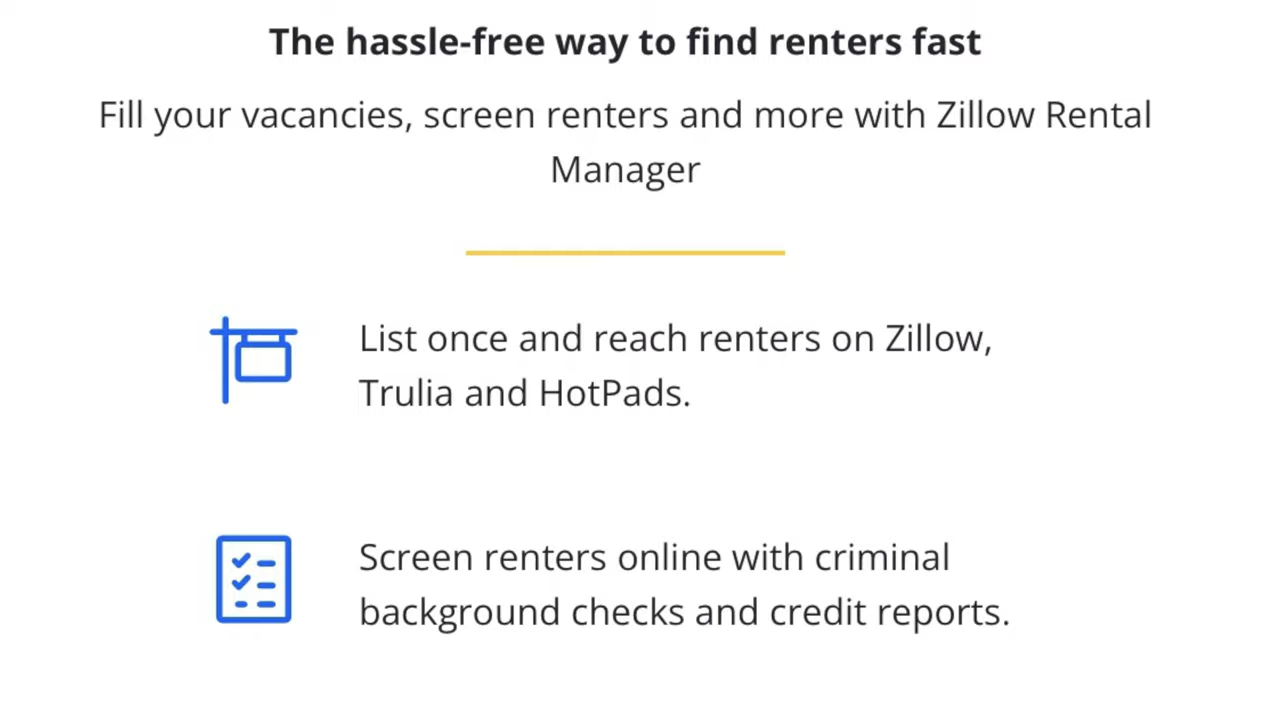 The hassle-free way to find renters fast
Fill your vacancies, screen renters and more with Zillow Rental
Manager
List once and reach renters on Zillow,
Trulia and HotPads.
Screen renters online with criminal
background checks and credit reports.